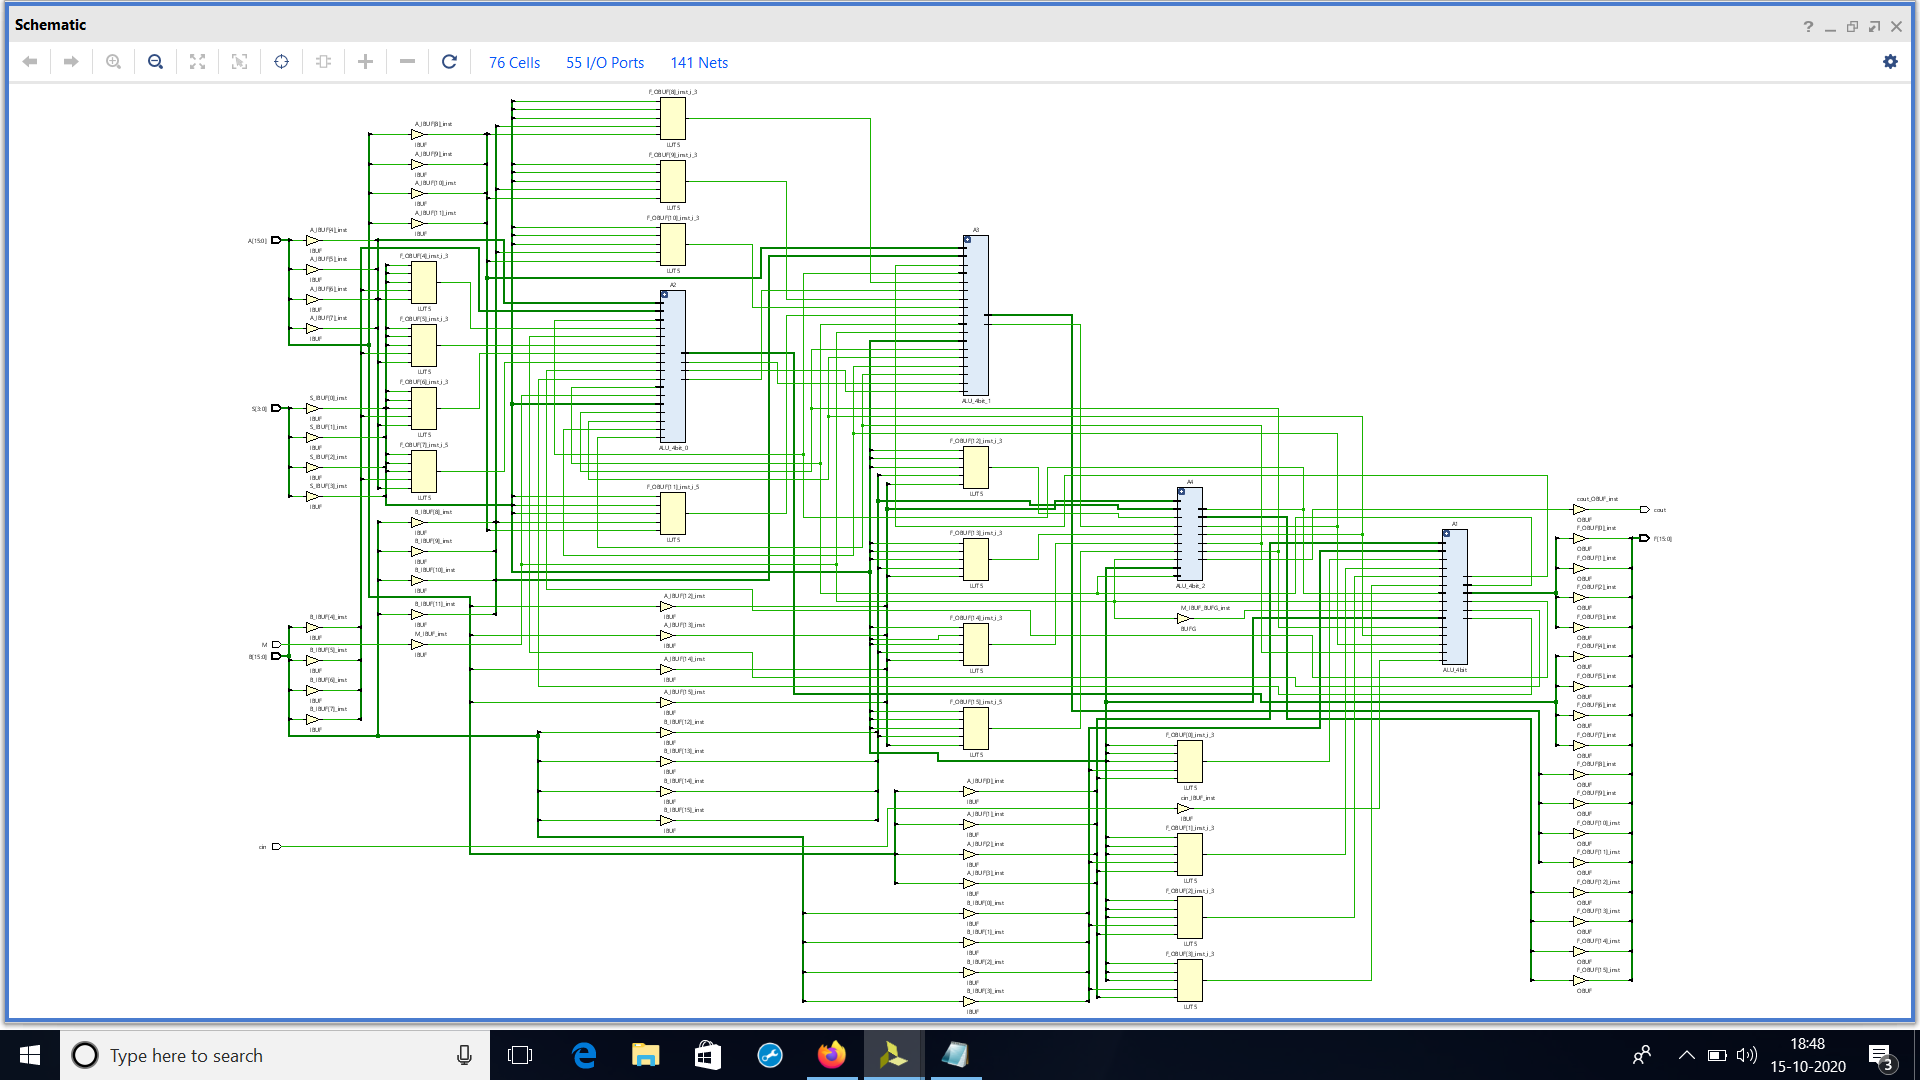 Schematic
76 Cells
55 I/O Ports
141 Nets
F_OBUF[8]_inst_i_3
A_IBUF[8]_inst
IBUF
LUT5
A_IBUF[9]_inst
IBUF
F_OBUF[9]_inst_i_3
A_IBUF[10]_inst
IBUF
LUT5
A_IBUF[11]_inst
IBUF
F_OBUF[10]_inst_i_3
LUT5
A[15:0]
A_IBUF[4]_inst
IBUF
A_IBUF[5]_inst
IBUF
A_IBUF[6]_inst
IBUF
A_IBUF[7]_inst
IBUF
F_OBUF[4]_inst_i_3
LUT5
F_OBUF[5]_inst_i_3
LUT5
F_OBUF[6]_inst_i_3
LUT5
F_OBUF[7]_inst_i_5
LUT5
A2
ALU_4bit_0
A3
ALU_4bit_1
S[3:0]
S_IBUF[0]_inst
IBUF
S_IBUF[1]_inst
IBUF
S_IBUF[2]_inst
IBUF
S_IBUF[3]_inst
IBUF
F_OBUF[11]_inst_i_5
LUT5
B_IBUF[8]_inst
IBUF
B_IBUF[9]_inst
IBUF
B_IBUF[10]_inst
IBUF
B_IBUF[11]_inst
IBUF
M_IBUF_inst
IBUF
M
B[15:0]
B_IBUF[4]_inst
IBUF
B_IBUF[5]_inst
IBUF
B_IBUF[6]_inst
IBUF
B_IBUF[7]_inst
IBUF
A_IBUF[12]_inst
IBUF
A_IBUF[13]_inst
IBUF
A_IBUF[14]_inst
IBUF
A_IBUF[15]_inst
IBUF
B_IBUF[12]_inst
IBUF
B_IBUF[13]_inst
IBUF
B_IBUF[14]_inst
IBUF
B_IBUF[15]_inst
IBUF
cin
F_OBUF[12]_inst_i_3
LUT5
F_OBUF[13]_inst_i_3
LUT5
F_OBUF[14]_inst_i_3
LUT5
F_OBUF[15]_inst_i_5
LUT5
A_IBUF[0]_inst
IBUF
A_IBUF[1]_inst
IBUF
A_IBUF[2]_inst
IBUF
A_IBUF[3]_inst
IBUF
B_IBUF[0]_inst
IBUF
B_IBUF[1]_inst
IBUF
B_IBUF[2]_inst
IBUF
B_IBUF[3]_inst
IBUF
A4
ALU_4bit_2
M_IBUF_BUFG_inst
BUFG
F_OBUF[0]_inst_i_3
LUT5
cin_IBUF_inst
IBUF
F_OBUF[1]_inst_i_3
LUT5
F_OBUF[2]_inst_i_3
LUT5
F_OBUF[3]_inst_i_3
LUT5
A1
ALU_4bit
cout_OBUF_inst
OBUF
cout
F_OBUF[0]_inst
OBUF
F[15:0]
F_OBUF[1]_inst
OBUF
F_OBUF[2]_inst
OBUF
F_OBUF[3]_inst
OBUF
F_OBUF[4]_inst
OBUF
F_OBUF[5]_inst
OBUF
F_OBUF[6]_inst
OBUF
F_OBUF[7]_inst
OBUF
F_OBUF[8]_inst
OBUF
F_OBUF[9]_inst
OBUF
F_OBUF[10]_inst
OBUF
F_OBUF[11]_inst
OBUF
F_OBUF[12]_inst
OBUF
F_OBUF[13]_inst
OBUF
F_OBUF[14]_inst
OBUF
F_OBUF[15]_inst
OBUF
Type here to search
18:48
15-10-2020
3